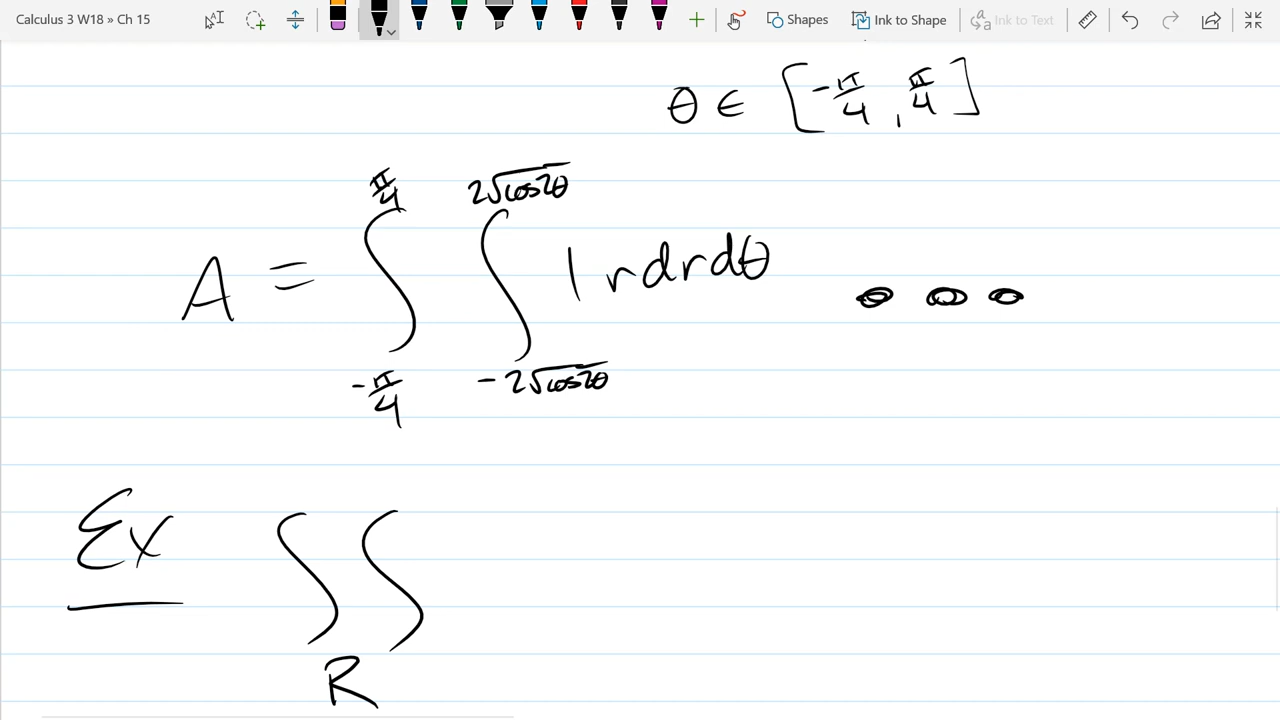 Calculus 3 W18 » Ch 15
Shapes
Ink to Shape
Ink to Text
θ ∈ [-π/4, π/4]
A = ∫_{-π/4}^{π/4} ∫_{-2√cos2θ}^{2√cos2θ} 1 r dr dθ ...
Ex ∫∫_R